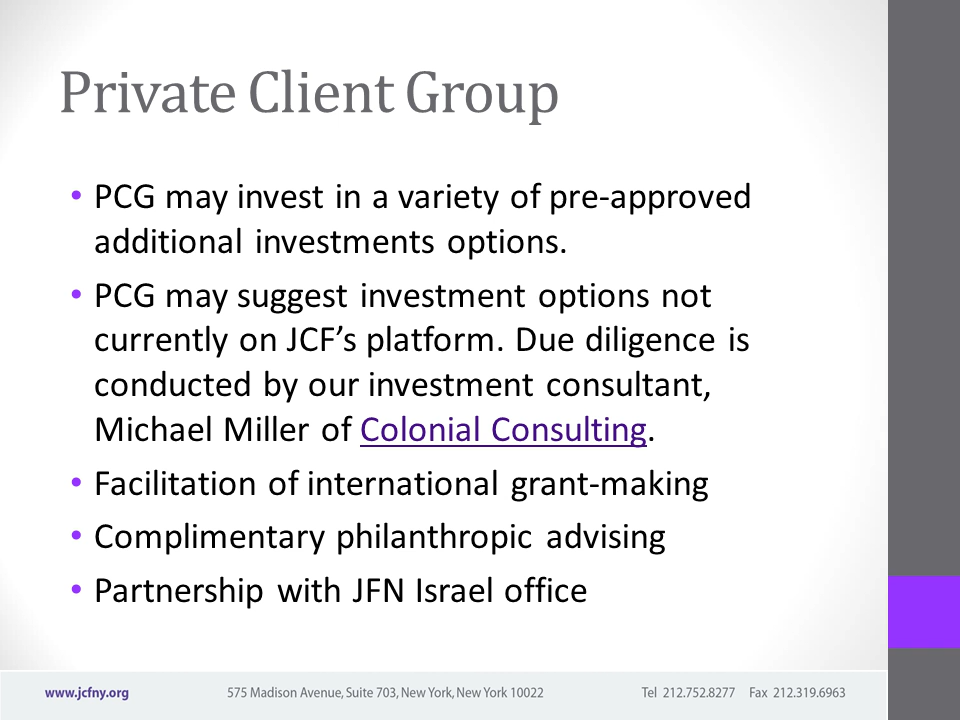 Private Client Group
• PCG may invest in a variety of pre-approved
additional investments options.
• PCG may suggest investment options not
currently on JCF’s platform. Due diligence is
conducted by our investment consultant,
Michael Miller of Colonial Consulting.
• Facilitation of international grant-making
• Complimentary philanthropic advising
• Partnership with JFN Israel office
www.jcfny.org 575 Madison Avenue, Suite 703, New York, New York 10022 Tel 212.752.8277 Fax 212.319.6963